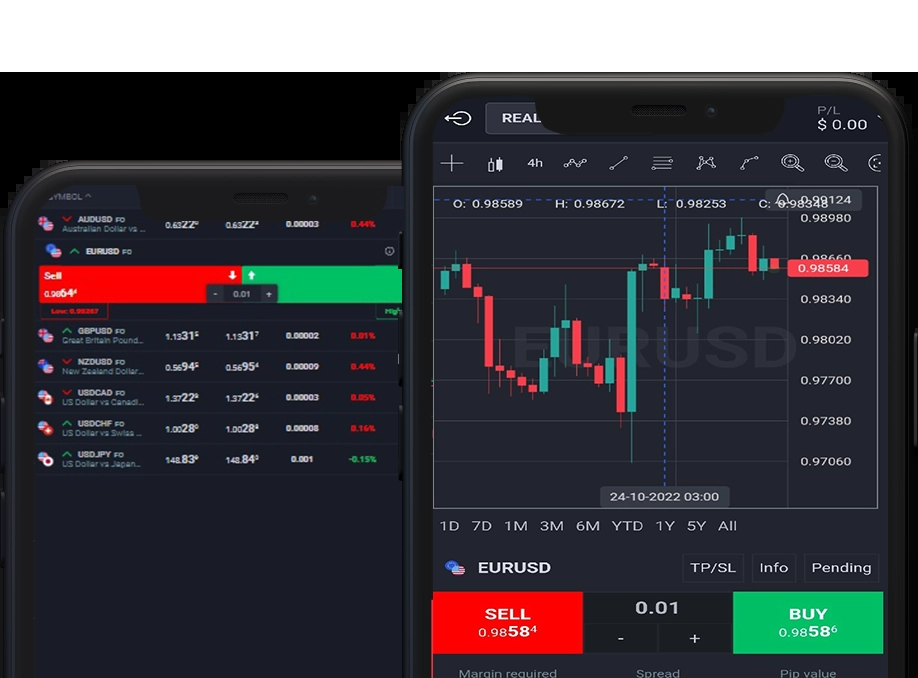 SYMBOL
AUDUSD FO
Australian Dollar vs ...
0.6322⁰ 0.6322³ 0.00003 0.44%
EURUSD FO
Sell
0.9864⁴
- 0.01 +
Low: 0.98267
High
GBPUSD FO
Great Britain Pound...
1.1331⁵ 1.1331⁷ 0.00002 0.01%
NZDUSD FO
New Zealand Dollar...
0.5694⁵ 0.5695⁴ 0.00009 0.44%
USDCAD FO
US Dollar vs Canadi...
1.3722⁶ 0.00003 0.05%
USDCHF FO
US Dollar vs Swiss ...
1.0028⁰ 1.0028⁸ 0.00008 0.16%
USDJPY FO
US Dollar vs Japan...
148.83⁹ 148.84⁰ 0.001 -0.15%
REAL
P/L
$ 0.00
4h
O: 0.98589 H: 0.98672 L: 0.98253 C: 0.98348
0.99124
0.98980
0.98660
0.98584
0.98340
0.98020
0.97700
0.97380
0.97060
EURUSD
24-10-2022 03:00
1D 7D 1M 3M 6M YTD 1Y 5Y All
EURUSD TP/SL Info Pending
SELL
0.9858⁴
0.01
- +
BUY
0.9858⁶
Margin required Spread Pip value